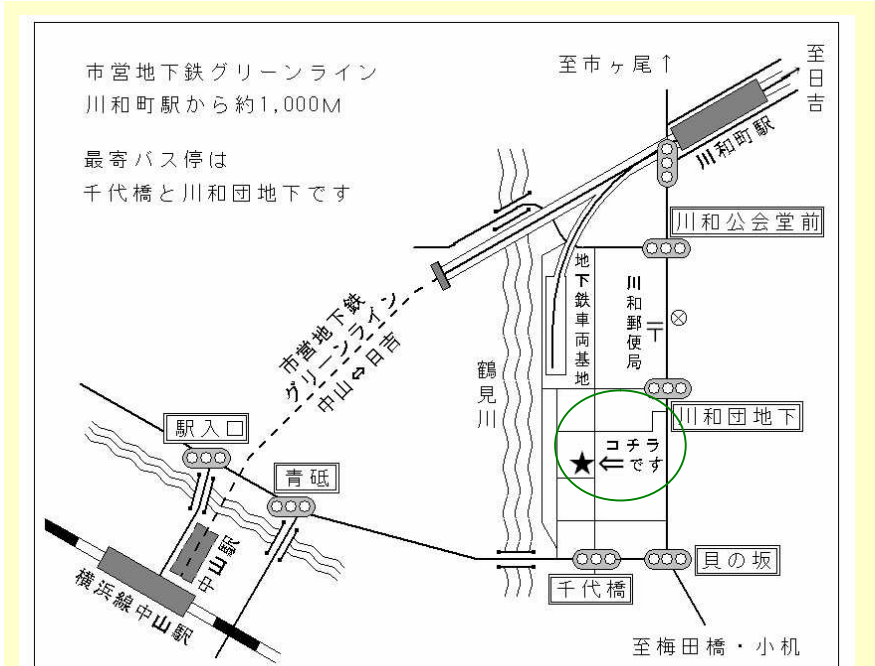 市営地下鉄グリーンライン
川和町駅から約1,000M
最寄バス停は
千代橋と川和団地下です
至市ヶ尾↑
至日吉
川和町駅
川和公会堂前
地下鉄車両基地
川和郵便局
〒
市営地下鉄
グリーンライン
中山⇔日吉
鶴見川
川和団地下
コチラ
★⇐です
駅入口
青砥
中山駅
横浜線中山駅
千代橋
貝の坂
至梅田橋・小机